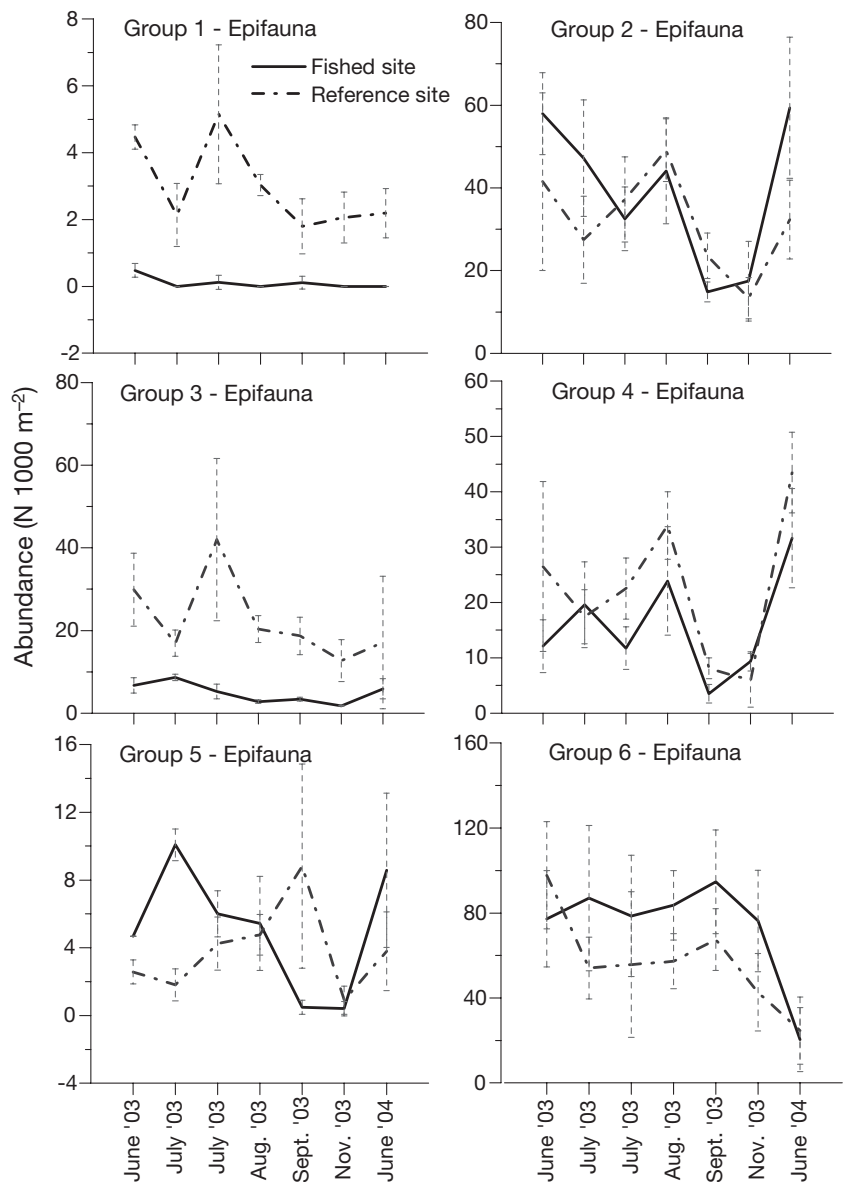 Group 1 - Epifauna
Fished site
Reference site
8
6
4
2
0
-2
Group 2 - Epifauna
80
60
40
20
0
Group 3 - Epifauna
80
60
40
20
0
Group 4 - Epifauna
60
50
40
30
20
10
0
Group 5 - Epifauna
16
12
8
4
0
-4
Group 6 - Epifauna
160
120
80
40
0
Abundance (N 1000 m⁻²)
June '03
July '03
July '03
Aug. '03
Sept. '03
Nov. '03
June '04
June '03
July '03
July '03
Aug. '03
Sept. '03
Nov. '03
June '04